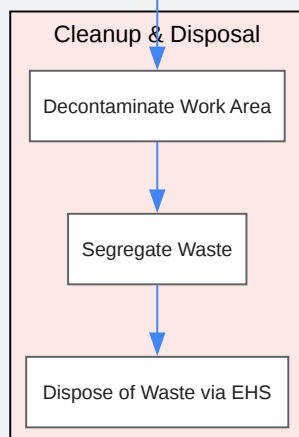 Cleanup & Disposal
Decontaminate Work Area
Segregate Waste
Dispose of Waste via EHS